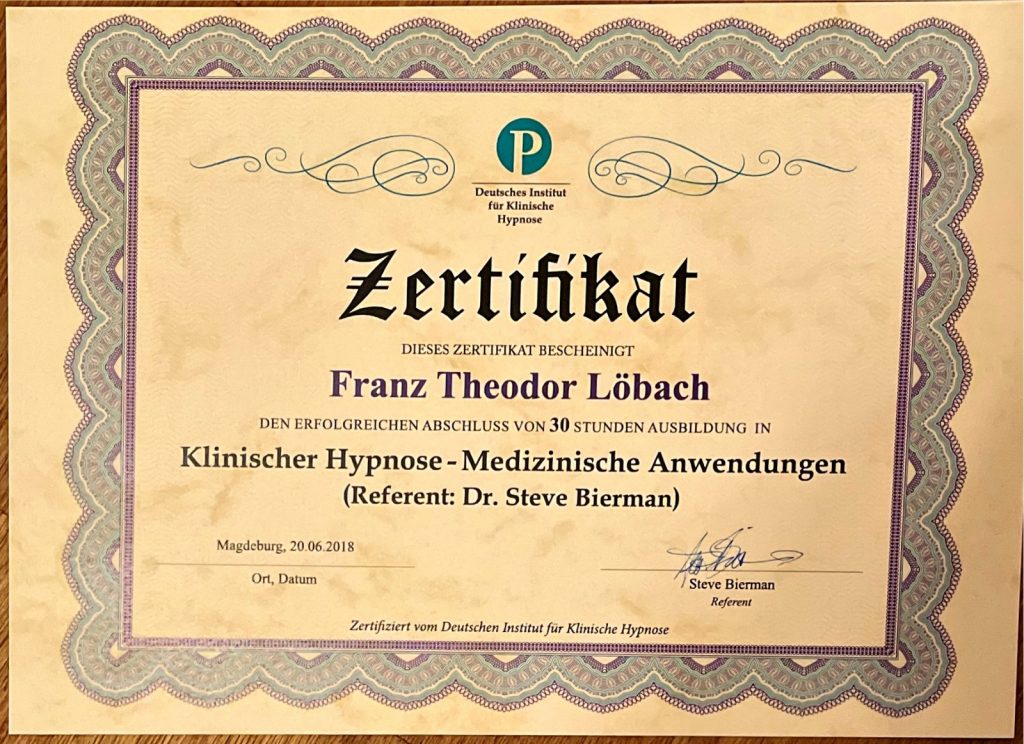 P
Deutsches Institut
für Klinische
Hypnose
Zertifikat
DIESES ZERTIFIKAT BESCHEINIGT
Franz Theodor Löbach
DEN ERFOLGREICHEN ABSCHLUSS VON 30 STUNDEN AUSBILDUNG IN
Klinischer Hypnose - Medizinische Anwendungen
(Referent: Dr. Steve Bierman)
Magdeburg, 20.06.2018
Ort, Datum
Steve Bierman
Referent
Zertifiziert vom Deutschen Institut für Klinische Hypnose